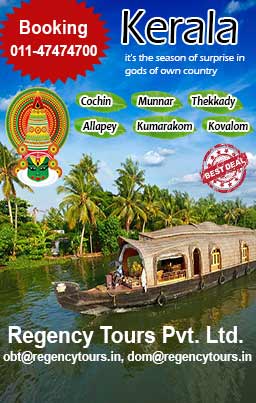 Booking
011-47474700
Kerala
it's the season of surprise in
gods of own country
Cochin Munnar Thekkady
Allapey Kumarakom Kovalom
BEST DEAL
Regency Tours Pvt. Ltd.
obt@regencytours.in, dom@regencytours.in